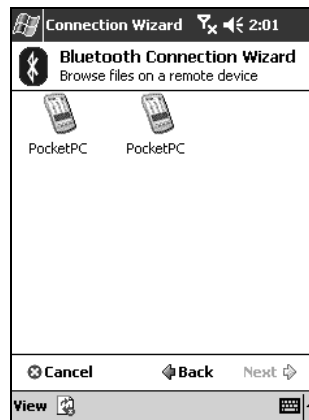 Connection Wizard 2:01
Bluetooth Connection Wizard
Browse files on a remote device
PocketPC PocketPC
Cancel Back Next
View